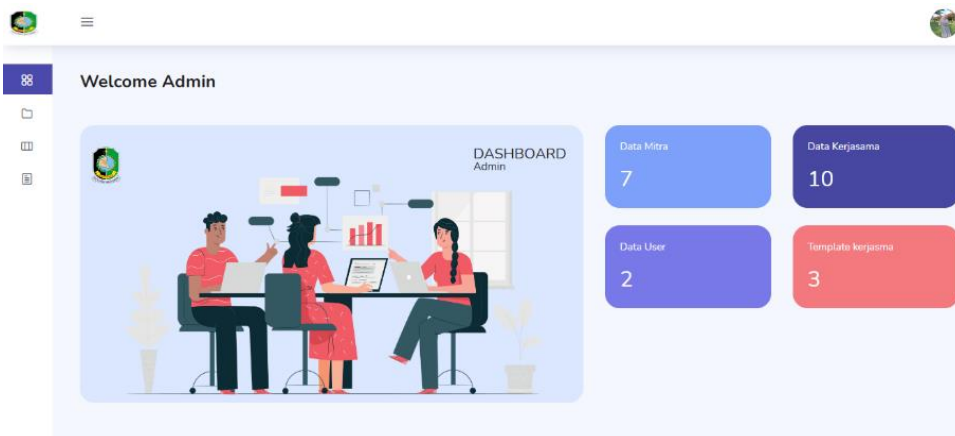 Welcome Admin
DASHBOARD
Admin
Data Mitra
7
Data Kerjasama
10
Data User
2
Template kerjasma
3